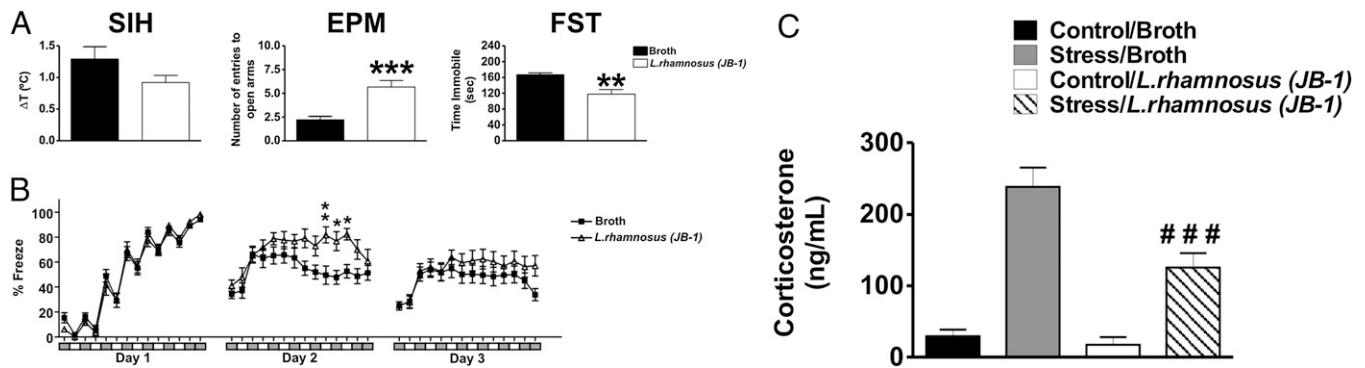 A
SIH
EPM
FST
1.5
1.0
0.5
0.0
ΔT (ºC)
10.0
7.5
5.0
2.5
0.0
Number of entries to
open arms
***
200
160
120
80
40
0
Time Immobile
(sec)
**
Broth
L.rhamnosus (JB-1)
B
100
80
60
40
20
0
% Freeze
*
* * *
Day 1
Day 2
Day 3
Broth
L.rhamnosus (JB-1)
C
Control/Broth
Stress/Broth
Control/L.rhamnosus (JB-1)
Stress/L.rhamnosus (JB-1)
300
200
100
0
Corticosterone
(ng/mL)
# # #